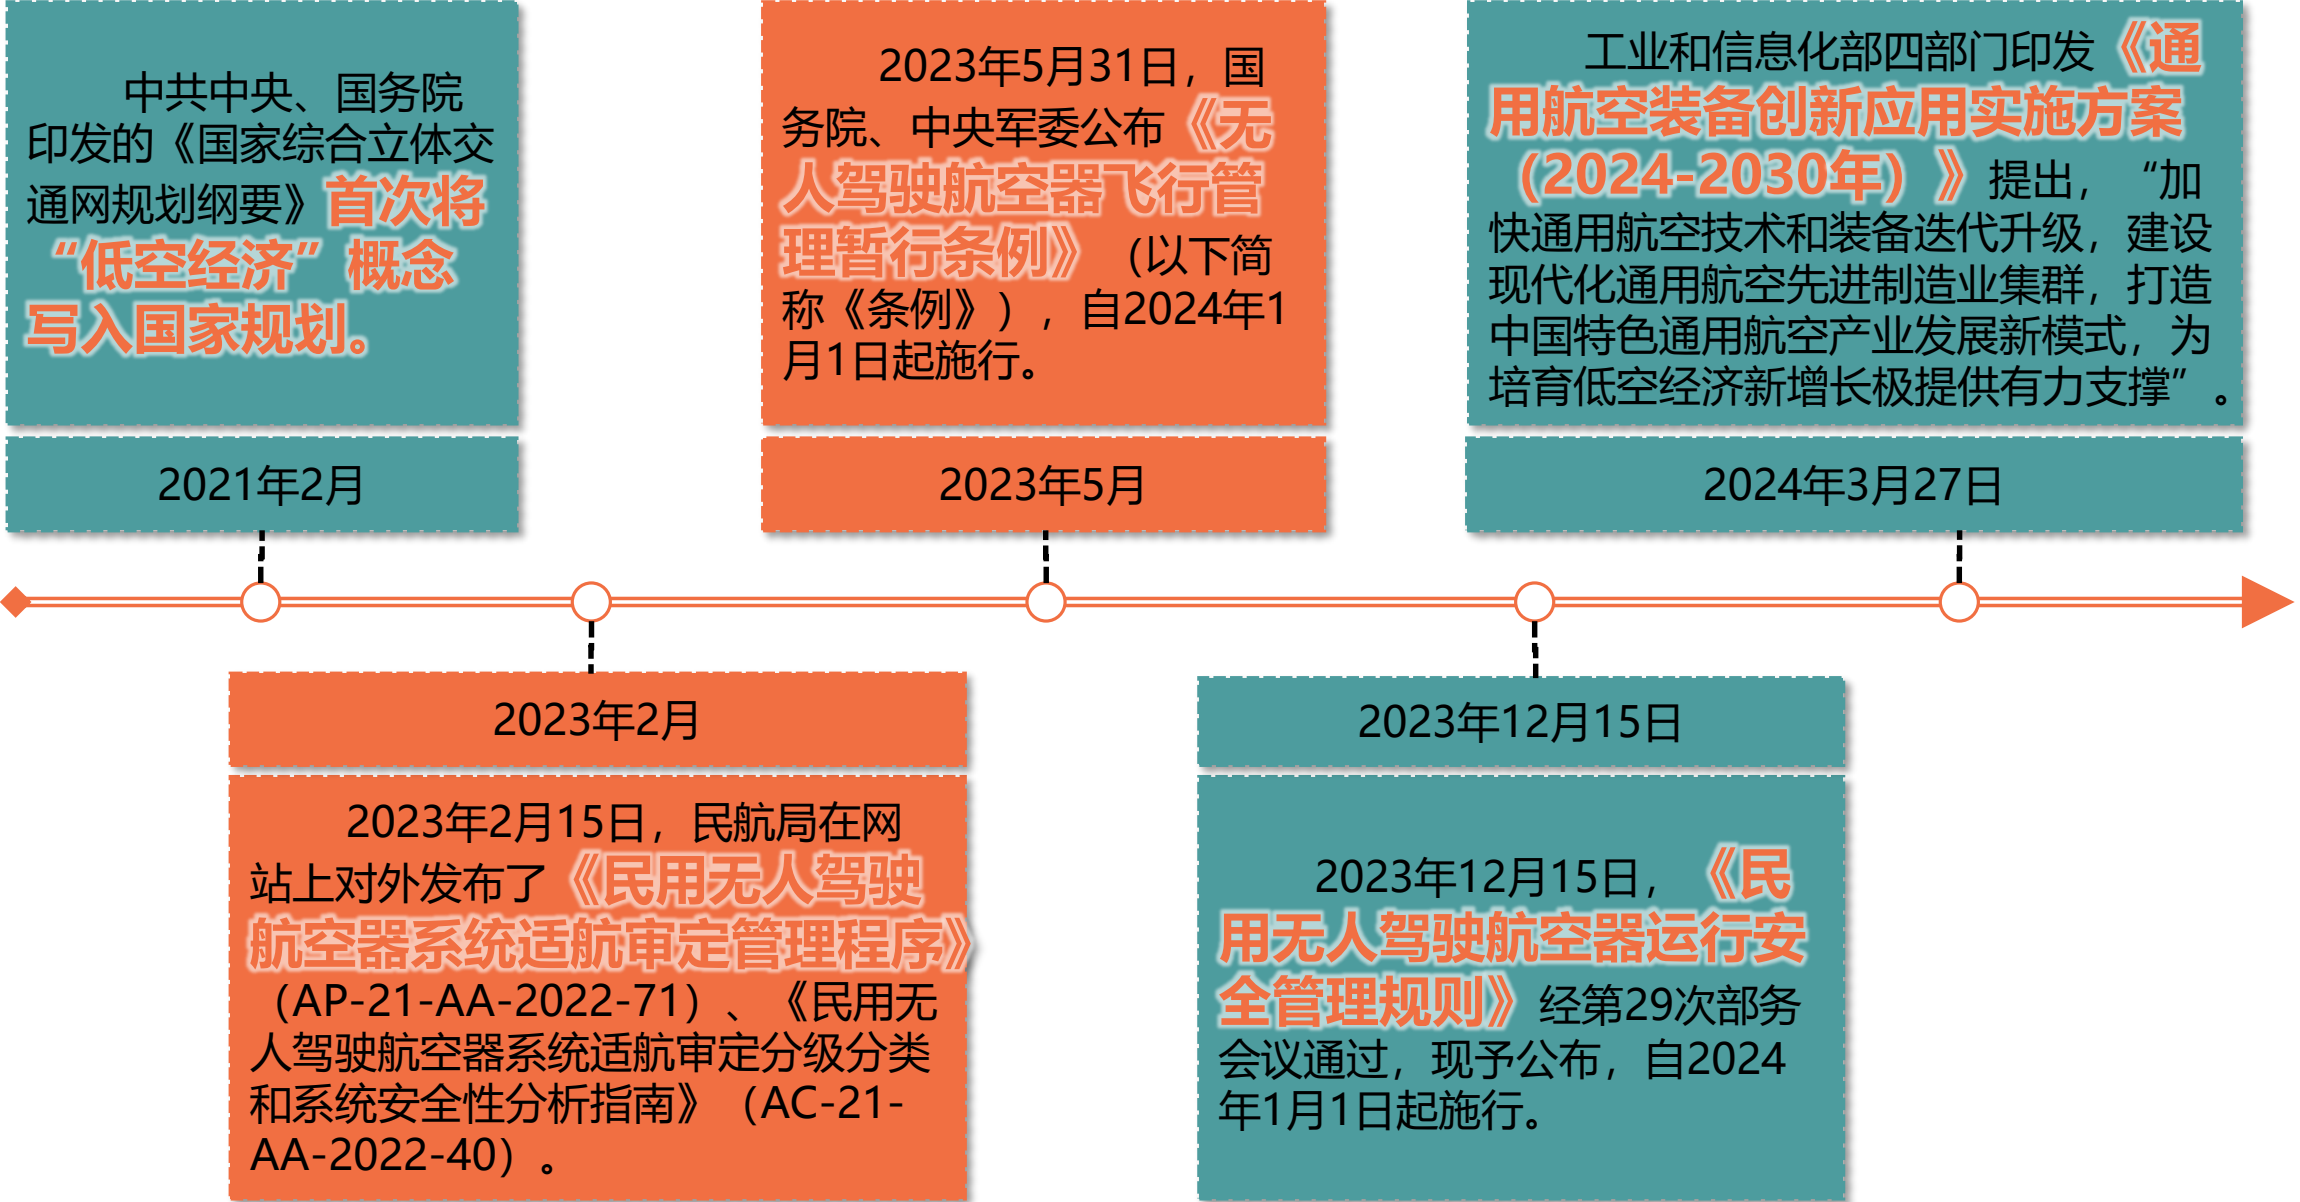 中共中央、国务院
印发的《国家综合立体交
通网规划纲要》首次将
“低空经济”概念
写入国家规划。
2021年2月
2023年2月
2023年2月15日，民航局在网
站上对外发布了《民用无人驾驶
航空器系统适航审定管理程序》
（AP-21-AA-2022-71）、《民用无
人驾驶航空器系统适航审定分级分类
和系统安全性分析指南》（AC-21-
AA-2022-40）。
2023年5月31日，国
务院、中央军委公布《无
人驾驶航空器飞行管
理暂行条例》（以下简
称《条例》），自2024年1
月1日起施行。
2023年5月
2023年12月15日
2023年12月15日，《民
用无人驾驶航空器运行安
全管理规则》经第29次部务
会议通过，现予公布，自2024
年1月1日起施行。
工业和信息化部四部门印发《通
用航空装备创新应用实施方案
（2024-2030年）》提出，“加
快通用航空技术和装备迭代升级，建设
现代化通用航空先进制造业集群，打造
中国特色通用航空产业发展新模式，为
培育低空经济新增长极提供有力支撑”。
2024年3月27日